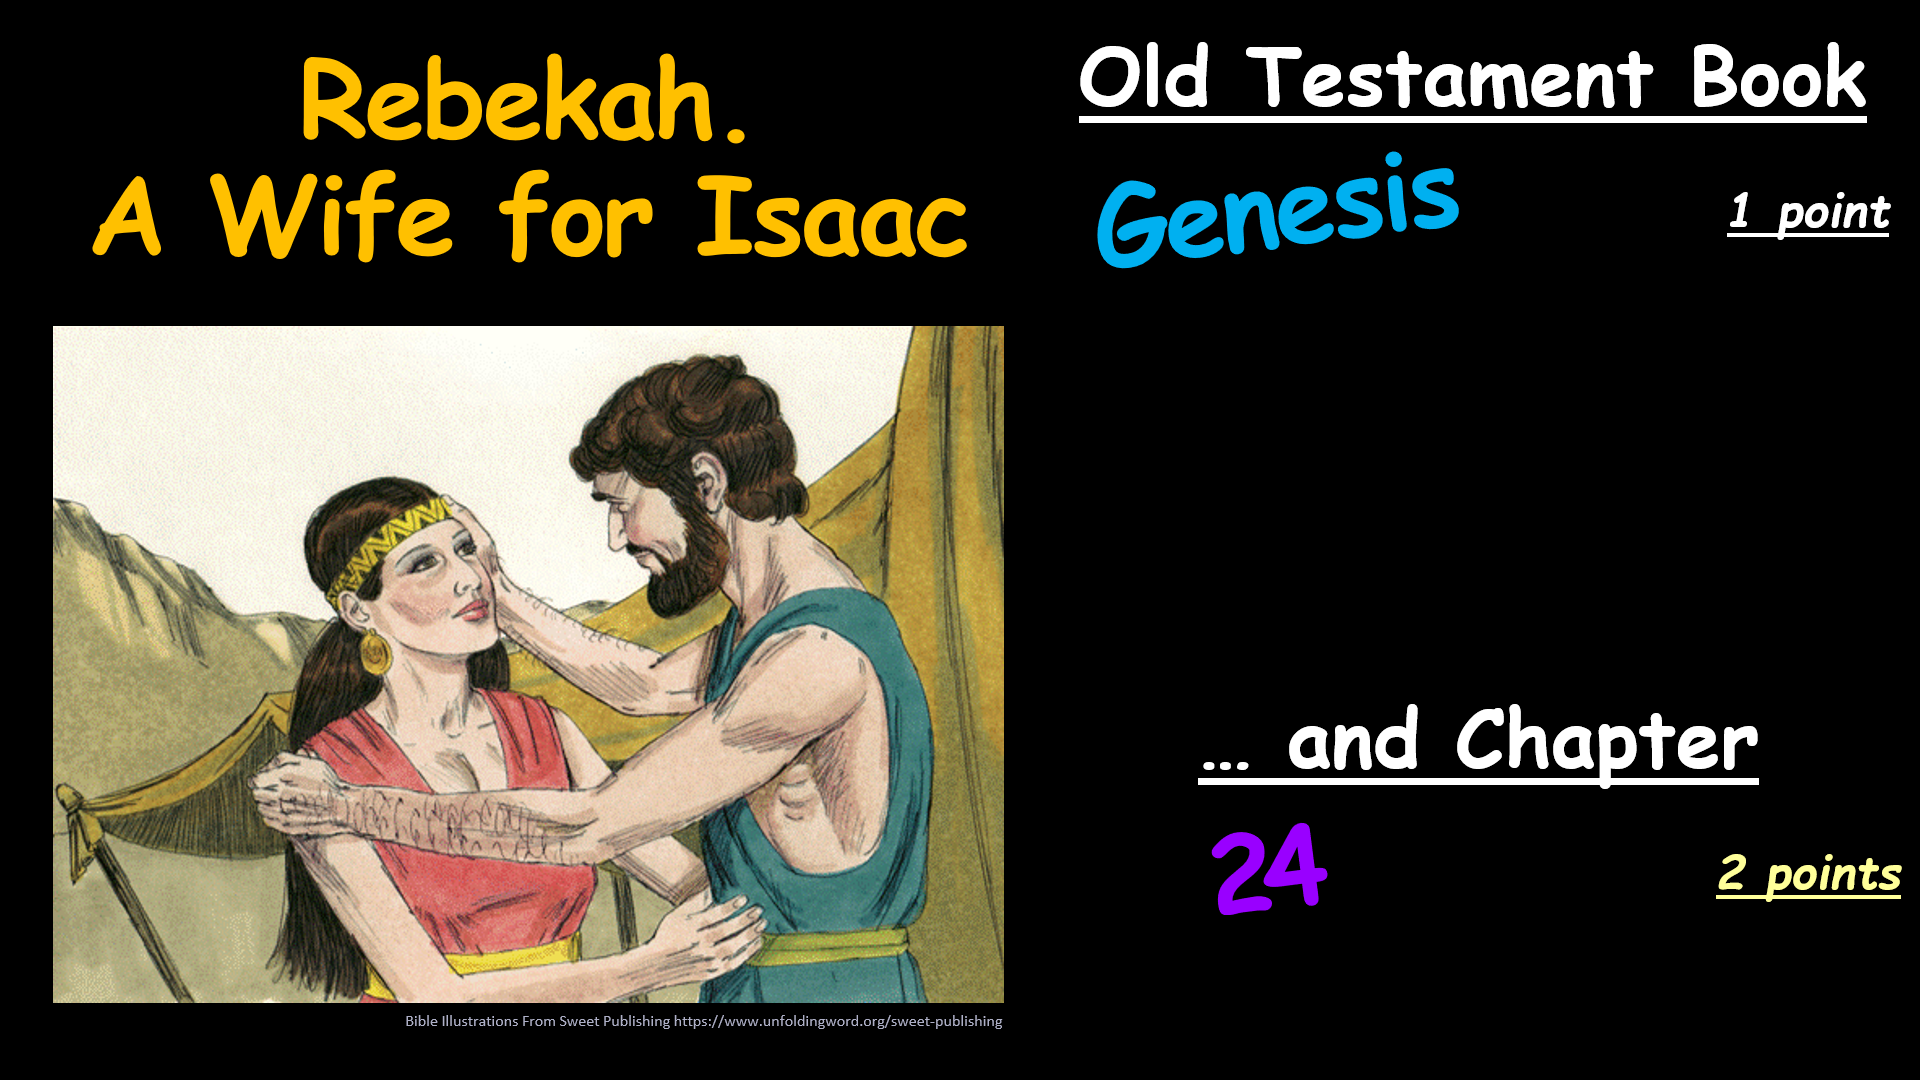 Rebekah.
A Wife for Isaac
Old Testament Book
Genesis
1 point
... and Chapter
24
2 points
Bible Illustrations From Sweet Publishing https://www.unfoldingword.org/sweet-publishing